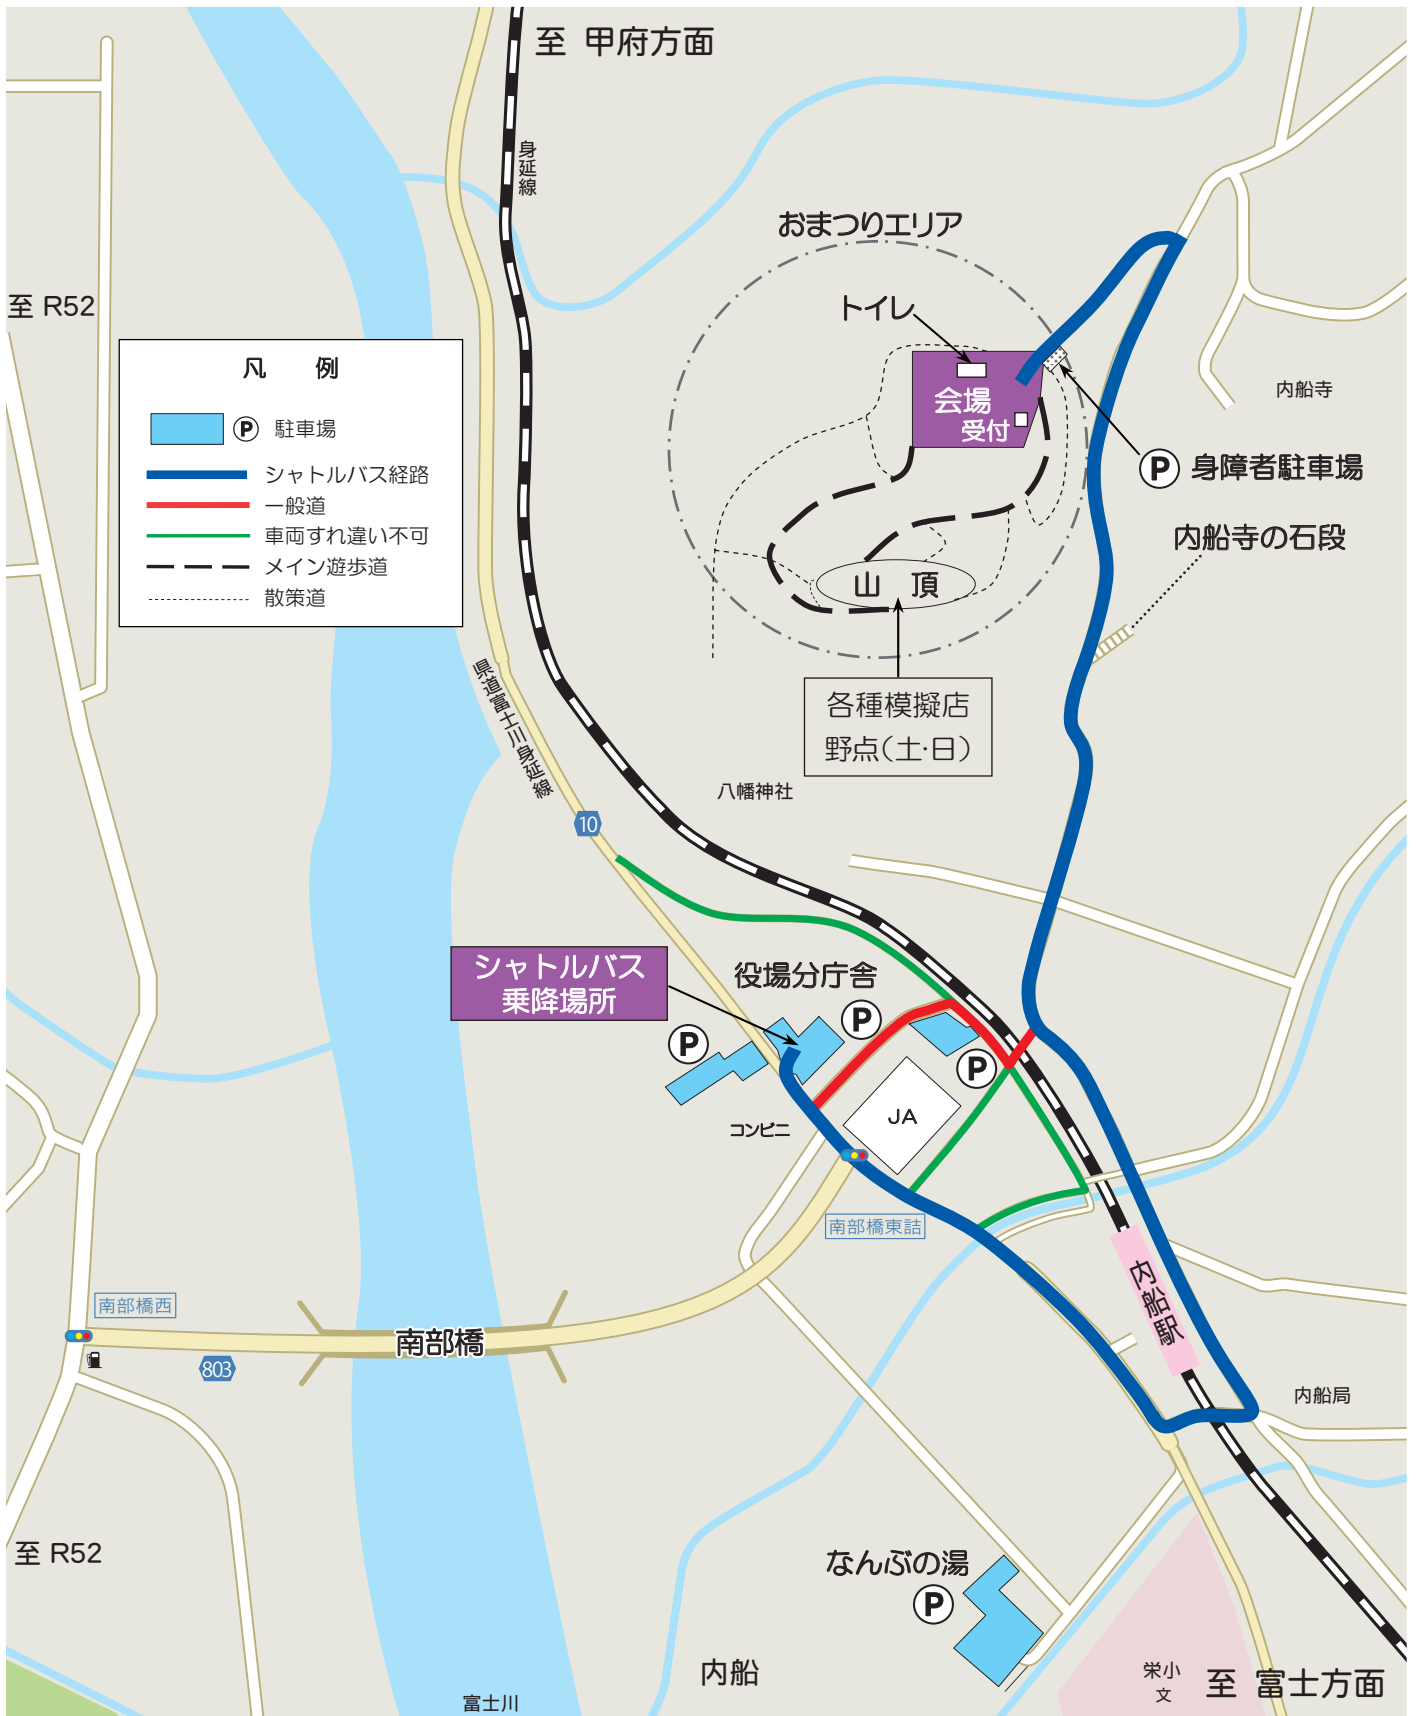 至 甲府方面
身延線
おまつりエリア
至 R52
トイレ
凡 例
P 駐車場
シャトルバス経路
一般道
車両すれ違い不可
メイン遊歩道
散策道
会場
受付
内船寺
P 身障者駐車場
内船寺の石段
山 頂
県道富士川身延線
各種模擬店
野点(土·日)
八幡神社
10
シャトルバス
乗降場所
役場分庁舎
P
P
P
JA
コンビニ
南部橋東詰
南部橋西
南部橋
803
内船駅
内船局
至 R52
なんぶの湯
P
内船
富士川
栄小
文
至 富士方面